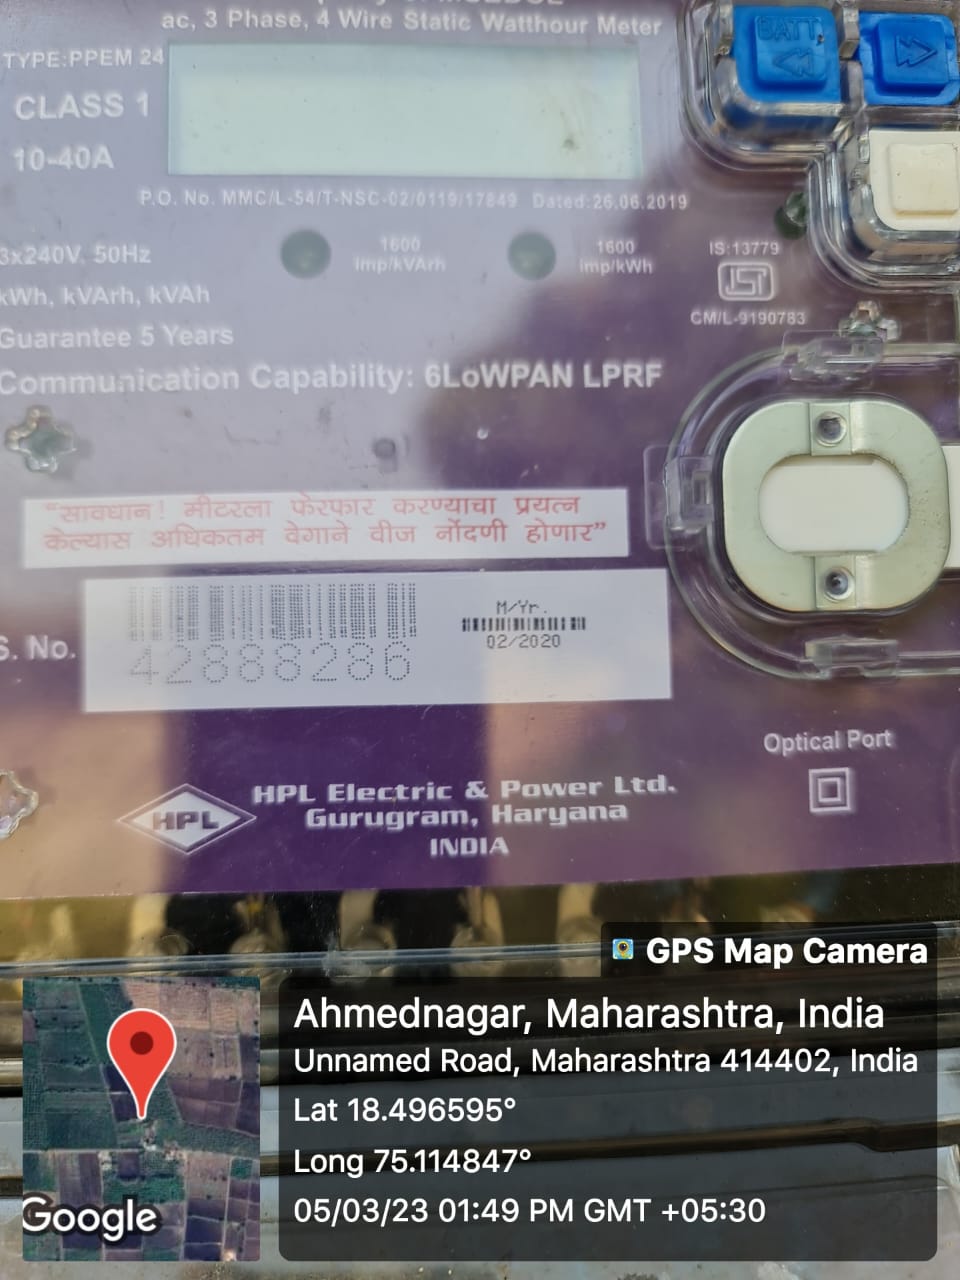 ac, 3 Phase, 4 Wire Static Watthour Meter
TYPE:PPEM 24
CLASS 1
10-40A
BATT.
P.O. No. MMC/L-54/T-NSC-02/0119/17849 Dated:26.06.2019
3x240V, 50Hz
1600
imp/kVArh
1600
imp/kWh
IS:13779
ISI
CM/L-9190783
kWh, kVArh, kVAh
Guarantee 5 Years
Communication Capability: 6LoWPAN LPRF
"सावधान! मीटरला फेरफार करण्याचा प्रयत्न
केल्यास अधिकतम वेगाने वीज नोंदणी होणार"
S. No.
42888286
M/Yr.
02/2020
Optical Port
HPL
HPL Electric & Power Ltd.
Gurugram, Haryana
INDIA
GPS Map Camera
Ahmednagar, Maharashtra, India
Unnamed Road, Maharashtra 414402, India
Lat 18.496595°
Long 75.114847°
05/03/23 01:49 PM GMT +05:30
Google